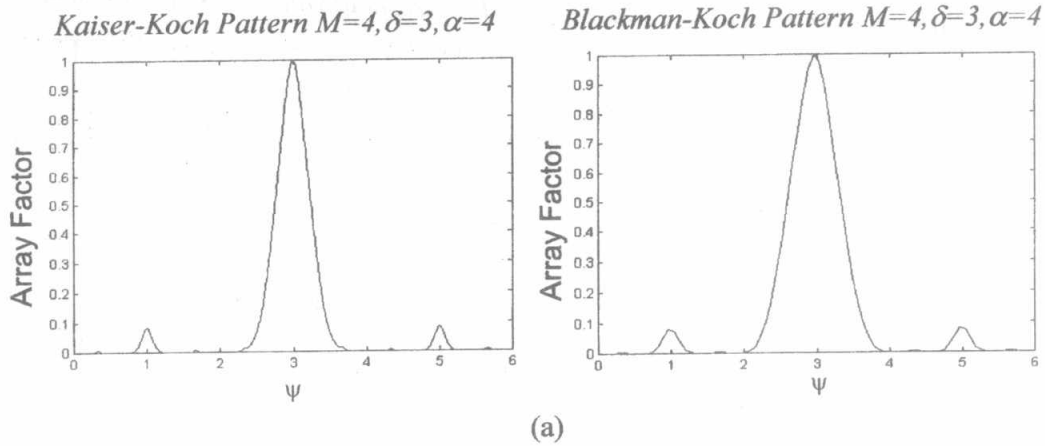 Kaiser-Koch Pattern M=4, δ=3, α=4
Blackman-Koch Pattern M=4, δ=3, α=4
1
0.9
0.8
0.7
0.6
0.5
0.4
0.3
0.2
0.1
0
Array Factor
0 1 2 3 4 5 6
ψ
1
0.9
0.8
0.7
0.6
0.5
0.4
0.3
0.2
0.1
0
Array Factor
0 1 2 3 4 5 6
ψ
(a)